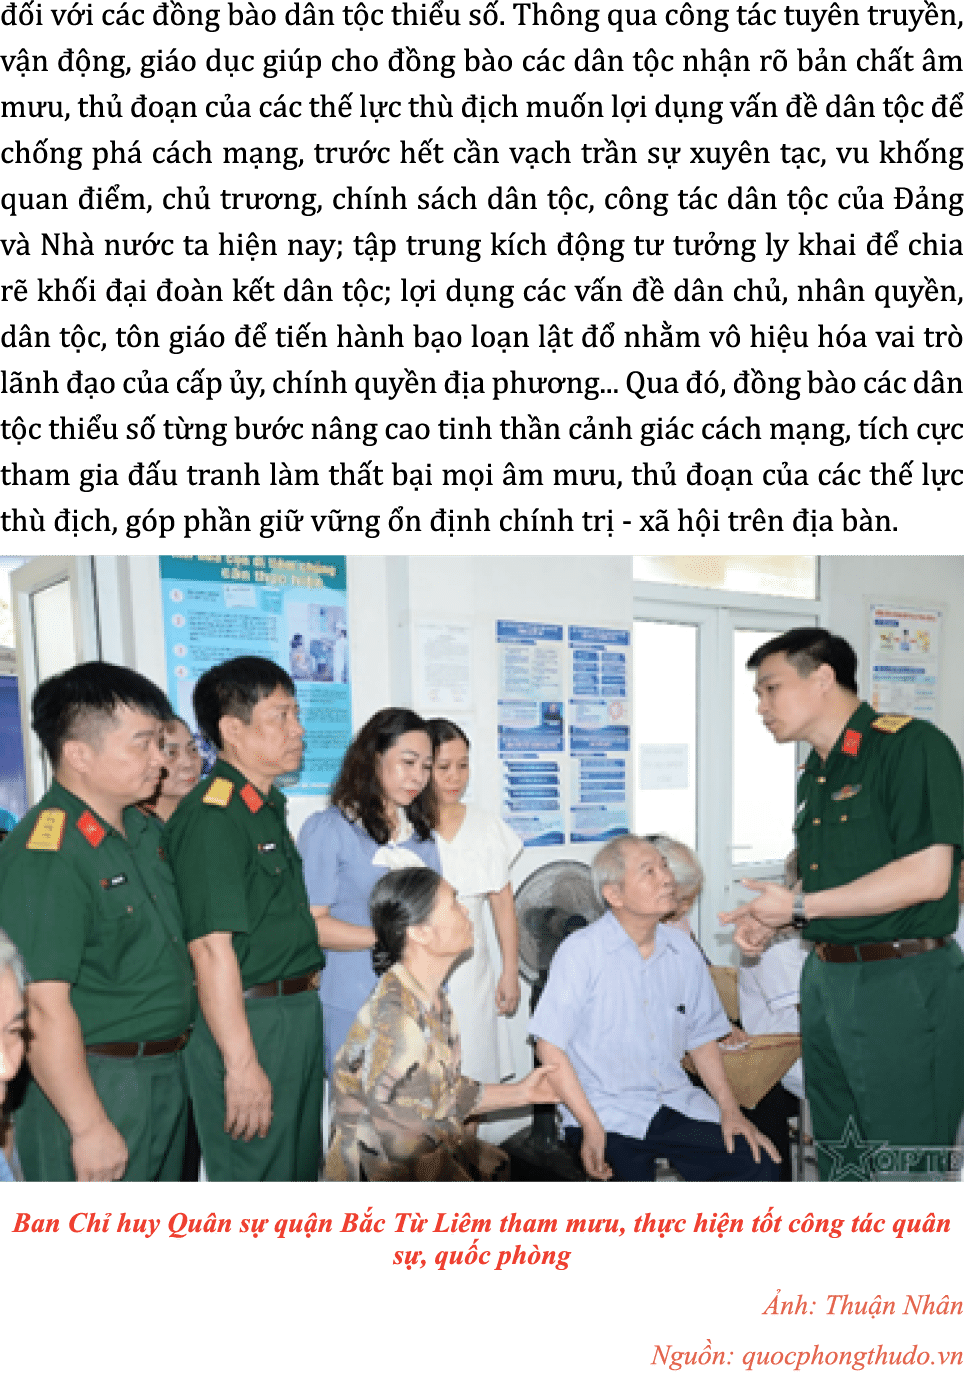 đối với các đồng bào dân tộc thiểu số. Thông qua công tác tuyên truyền,
vận động, giáo dục giúp cho đồng bào các dân tộc nhận rõ bản chất âm
mưu, thủ đoạn của các thế lực thù địch muốn lợi dụng vấn đề dân tộc để
chống phá cách mạng, trước hết cần vạch trần sự xuyên tạc, vu khống
quan điểm, chủ trương, chính sách dân tộc, công tác dân tộc của Đảng
và Nhà nước ta hiện nay; tập trung kích động tư tưởng ly khai để chia
rẽ khối đại đoàn kết dân tộc; lợi dụng các vấn đề dân chủ, nhân quyền,
dân tộc, tôn giáo để tiến hành bạo loạn lật đổ nhằm vô hiệu hóa vai trò
lãnh đạo của cấp ủy, chính quyền địa phương... Qua đó, đồng bào các dân
tộc thiểu số từng bước nâng cao tinh thần cảnh giác cách mạng, tích cực
tham gia đấu tranh làm thất bại mọi âm mưu, thủ đoạn của các thế lực
thù địch, góp phần giữ vững ổn định chính trị - xã hội trên địa bàn.
Ban Chỉ huy Quân sự quận Bắc Từ Liêm tham mưu, thực hiện tốt công tác quân
sự, quốc phòng
Ảnh: Thuận Nhân
Nguồn: quocphongthudo.vn